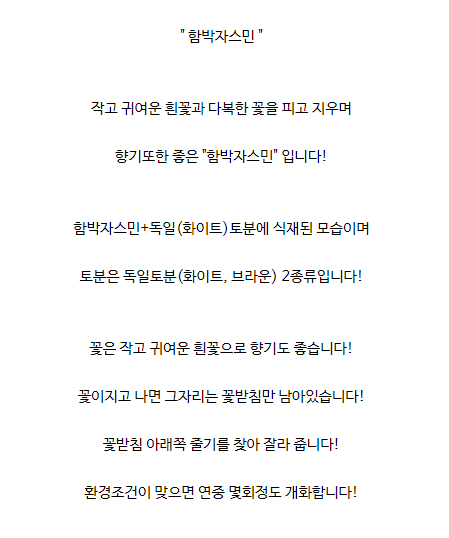 " 함박자스민 "
작고 귀여운 흰꽃과 다복한 꽃을 피고 지우며
향기또한 좋은 "함박자스민" 입니다!
함박자스민+독일(화이트)토분에 식재된 모습이며
토분은 독일토분(화이트, 브라운) 2종류입니다!
꽃은 작고 귀여운 흰꽃으로 향기도 좋습니다!
꽃이지고 나면 그자리는 꽃받침만 남아있습니다!
꽃받침 아래쪽 줄기를 찾아 잘라 줍니다!
환경조건이 맞으면 연중 몇회정도 개화합니다!